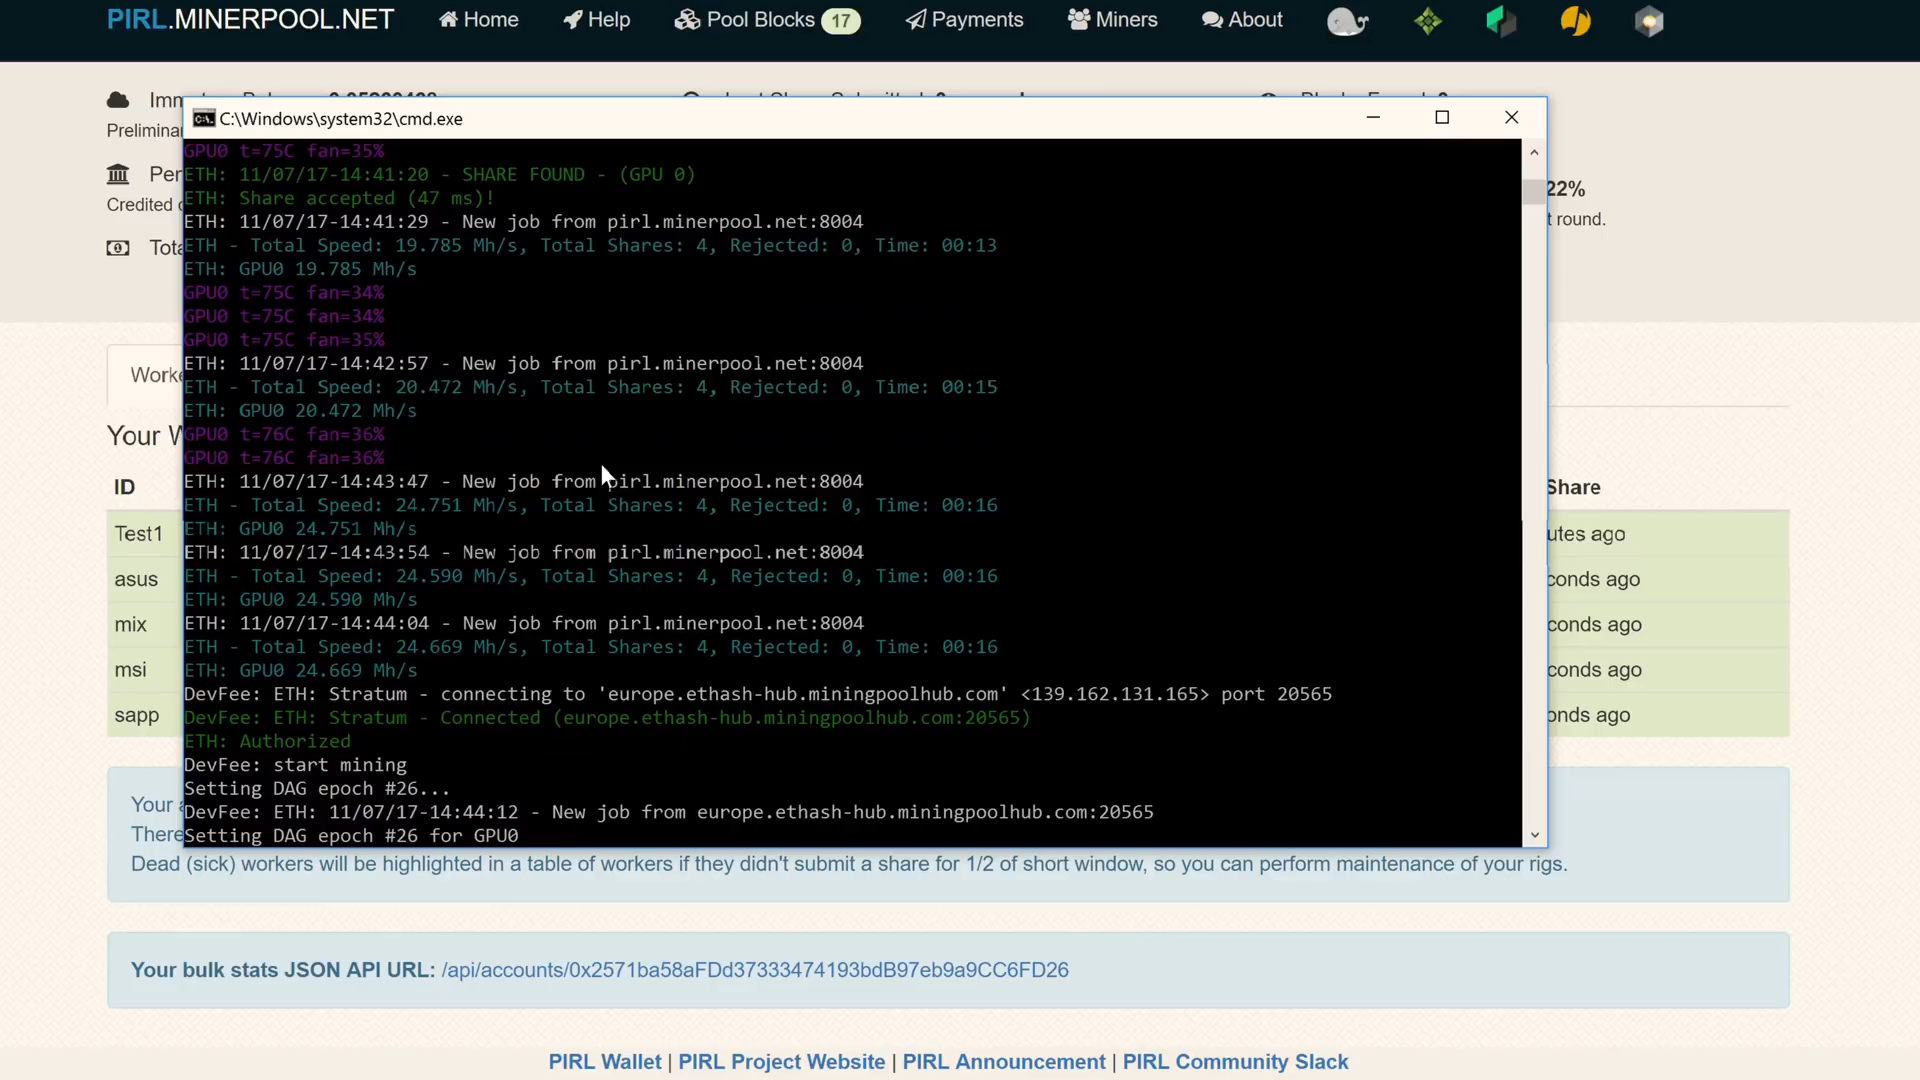 PIRL.MINERPOOL.NET Home Help Pool Blocks 17 Payments Miners About
Preliminar
C:\Windows\system32\cmd.exe
GPU0 t=75C fan=35%
ETH: 11/07/17-14:41:20 - SHARE FOUND - (GPU 0)
ETH: Share accepted (47 ms)!
ETH: 11/07/17-14:41:29 - New job from pirl.minerpool.net:8004
ETH - Total Speed: 19.785 Mh/s, Total Shares: 4, Rejected: 0, Time: 00:13
ETH: GPU0 19.785 Mh/s
GPU0 t=75C fan=34%
GPU0 t=75C fan=34%
GPU0 t=75C fan=35%
ETH: 11/07/17-14:42:57 - New job from pirl.minerpool.net:8004
ETH - Total Speed: 20.472 Mh/s, Total Shares: 4, Rejected: 0, Time: 00:15
ETH: GPU0 20.472 Mh/s
GPU0 t=76C fan=36%
GPU0 t=76C fan=36%
ETH: 11/07/17-14:43:47 - New job from pirl.minerpool.net:8004
ETH - Total Speed: 24.751 Mh/s, Total Shares: 4, Rejected: 0, Time: 00:16
ETH: GPU0 24.751 Mh/s
ETH: 11/07/17-14:43:54 - New job from pirl.minerpool.net:8004
ETH - Total Speed: 24.590 Mh/s, Total Shares: 4, Rejected: 0, Time: 00:16
ETH: GPU0 24.590 Mh/s
ETH: 11/07/17-14:44:04 - New job from pirl.minerpool.net:8004
ETH - Total Speed: 24.669 Mh/s, Total Shares: 4, Rejected: 0, Time: 00:16
ETH: GPU0 24.669 Mh/s
DevFee: ETH: Stratum - connecting to 'europe.ethash-hub.miningpoolhub.com' <139.162.131.165> port 20565
DevFee: ETH: Stratum - Connected (europe.ethash-hub.miningpoolhub.com:20565)
ETH: Authorized
DevFee: start mining
Setting DAG epoch #26...
DevFee: ETH: 11/07/17-14:44:12 - New job from europe.ethash-hub.miningpoolhub.com:20565
Setting DAG epoch #26 for GPU0
Imm
Per
Credited
Tota
22%
t round.
Worke
Your W
ID
Share
Test1
utes ago
asus
conds ago
mix
conds ago
msi
conds ago
sapp
onds ago
Your
There
Dead (sick) workers will be highlighted in a table of workers if they didn't submit a share for 1/2 of short window, so you can perform maintenance of your rigs.
Your bulk stats JSON API URL: /api/accounts/0x2571ba58aFDd37333474193bdB97eb9a9CC6FD26
PIRL Wallet | PIRL Project Website | PIRL Announcement | PIRL Community Slack